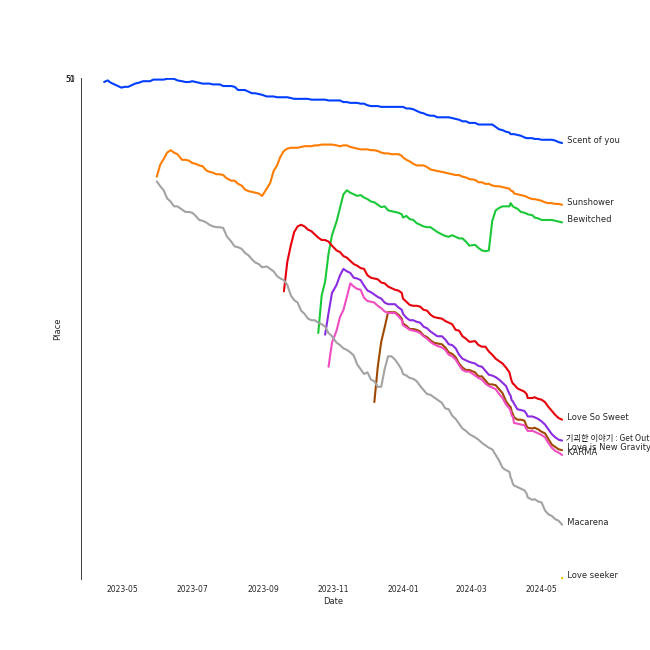 Scent of you
Sunshower
Bewitched
Place
Love So Sweet
기괴한 이야기 : Get Out
Love is New Gravity
KARMA
Macarena
Love seeker
2023-05 2023-07 2023-09 2023-11 2024-01 2024-03 2024-05
Date